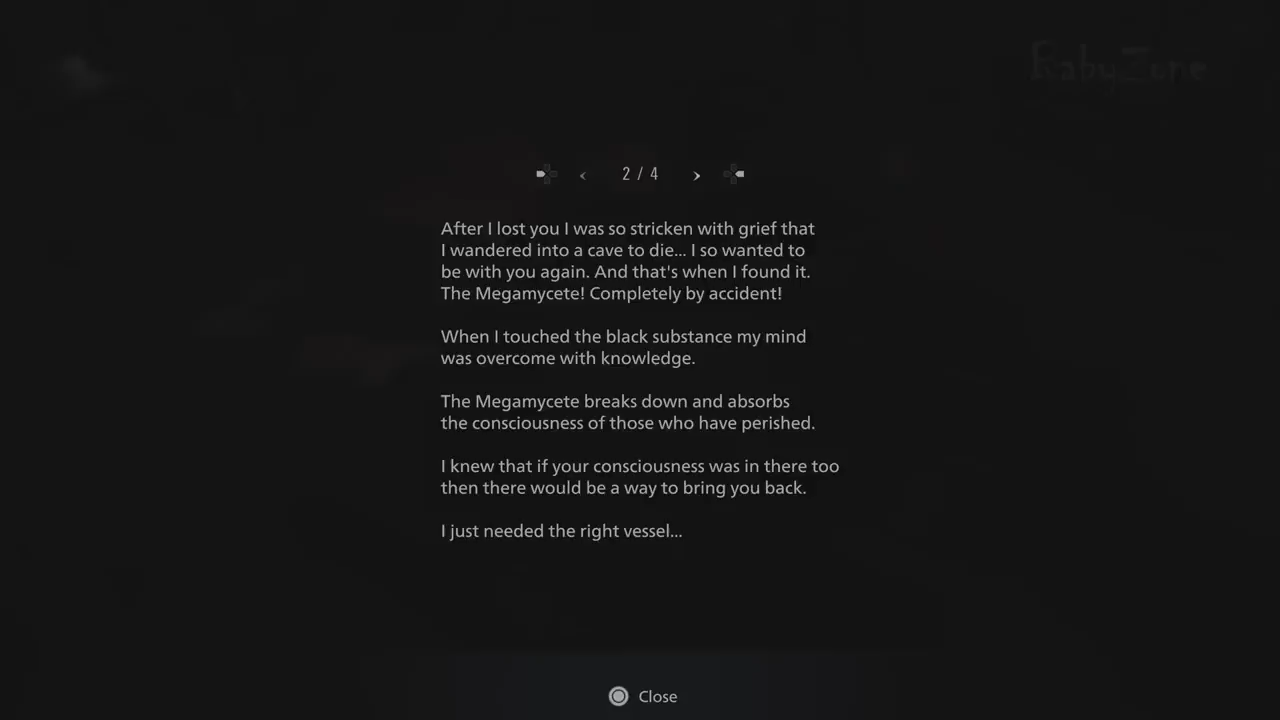 BabyZone
2 / 4
After I lost you I was so stricken with grief that
I wandered into a cave to die... I so wanted to
be with you again. And that's when I found it.
The Megamycete! Completely by accident!
When I touched the black substance my mind
was overcome with knowledge.
The Megamycete breaks down and absorbs
the consciousness of those who have perished.
I knew that if your consciousness was in there too
then there would be a way to bring you back.
I just needed the right vessel...
Close